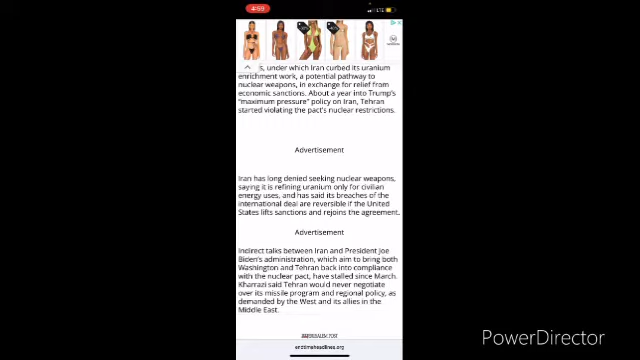 4:59
under which Iran curbed its uranium
enrichment work, a potential pathway to
nuclear weapons, in exchange for relief from
economic sanctions. About a year into Trump's
"maximum pressure" policy on Iran, Tehran
started violating the pact's nuclear restrictions.
Advertisement
Iran has long denied seeking nuclear weapons,
saying it is refining uranium only for civilian
energy uses, and has said its breaches of the
international deal are reversible if the United
States lifts sanctions and rejoins the agreement.
Advertisement
Indirect talks between Iran and President Joe
Biden's administration, which aim to bring both
Washington and Tehran back into compliance
with the nuclear pact, have stalled since March.
Kharrazi said Tehran would never negotiate
over its missile program and regional policy, as
demanded by the West and its allies in the
Middle East.
JERUSALEM POST
endtimeheadlines.org
PowerDirector